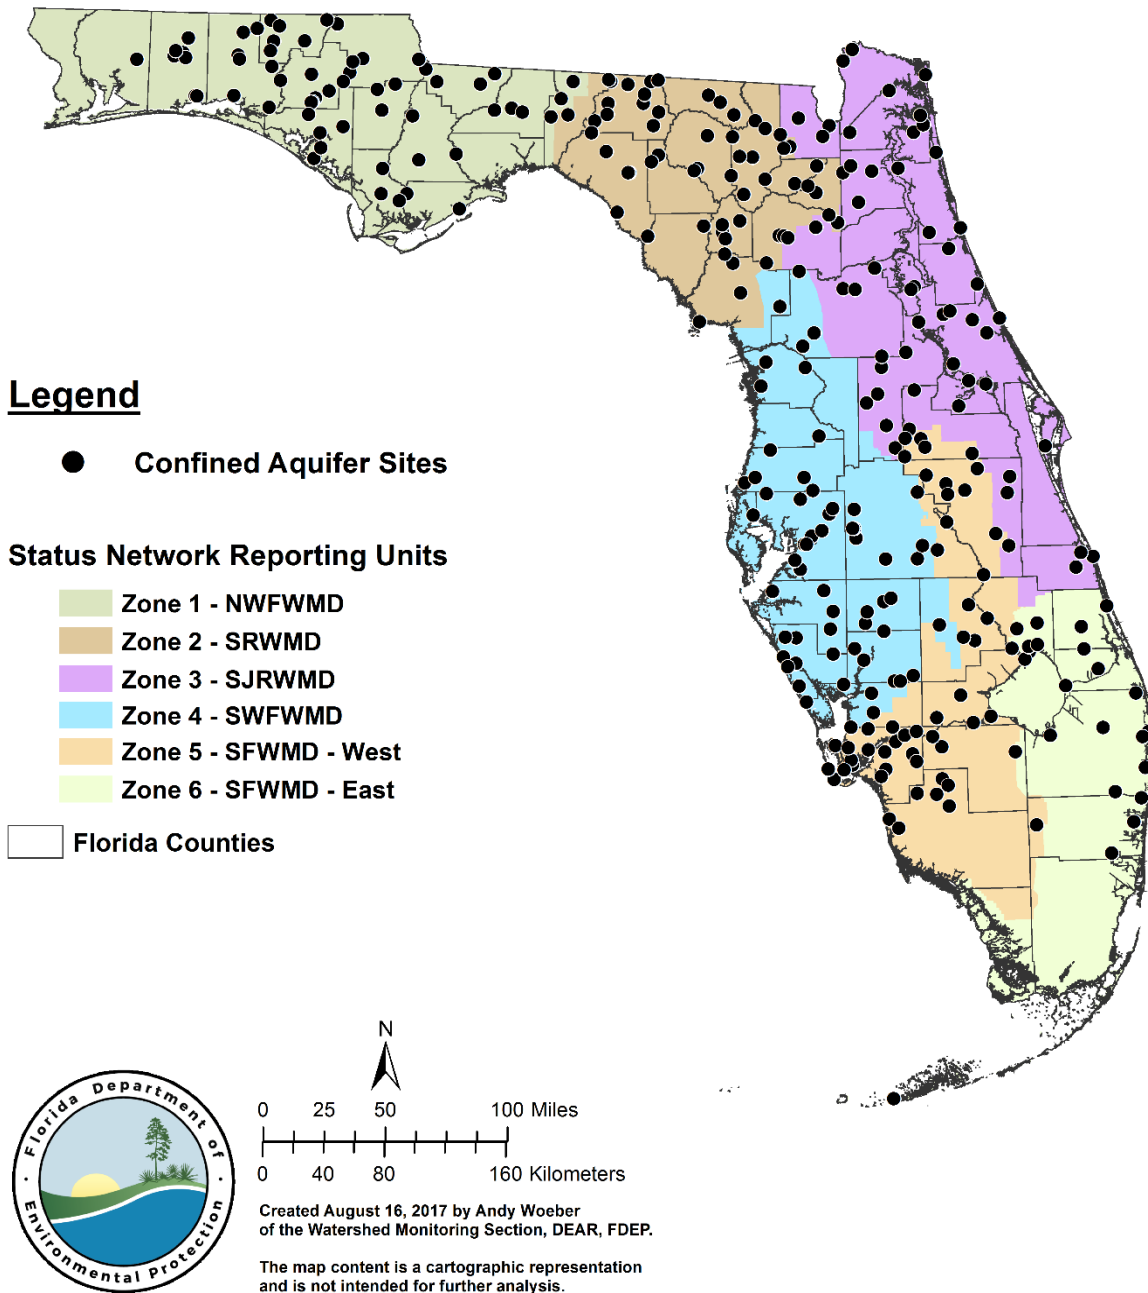 Legend
Confined Aquifer Sites
Status Network Reporting Units
Zone 1 - NWFWMD
Zone 2 - SRWMD
Zone 3 - SJRWMD
Zone 4 - SWFWMD
Zone 5 - SFWMD - West
Zone 6 - SFWMD - East
Florida Counties
N
0 25 50 100 Miles
0 40 80 160 Kilometers
Florida Department of
Environmental Protection
Created August 16, 2017 by Andy Woeber
of the Watershed Monitoring Section, DEAR, FDEP.
The map content is a cartographic representation
and is not intended for further analysis.